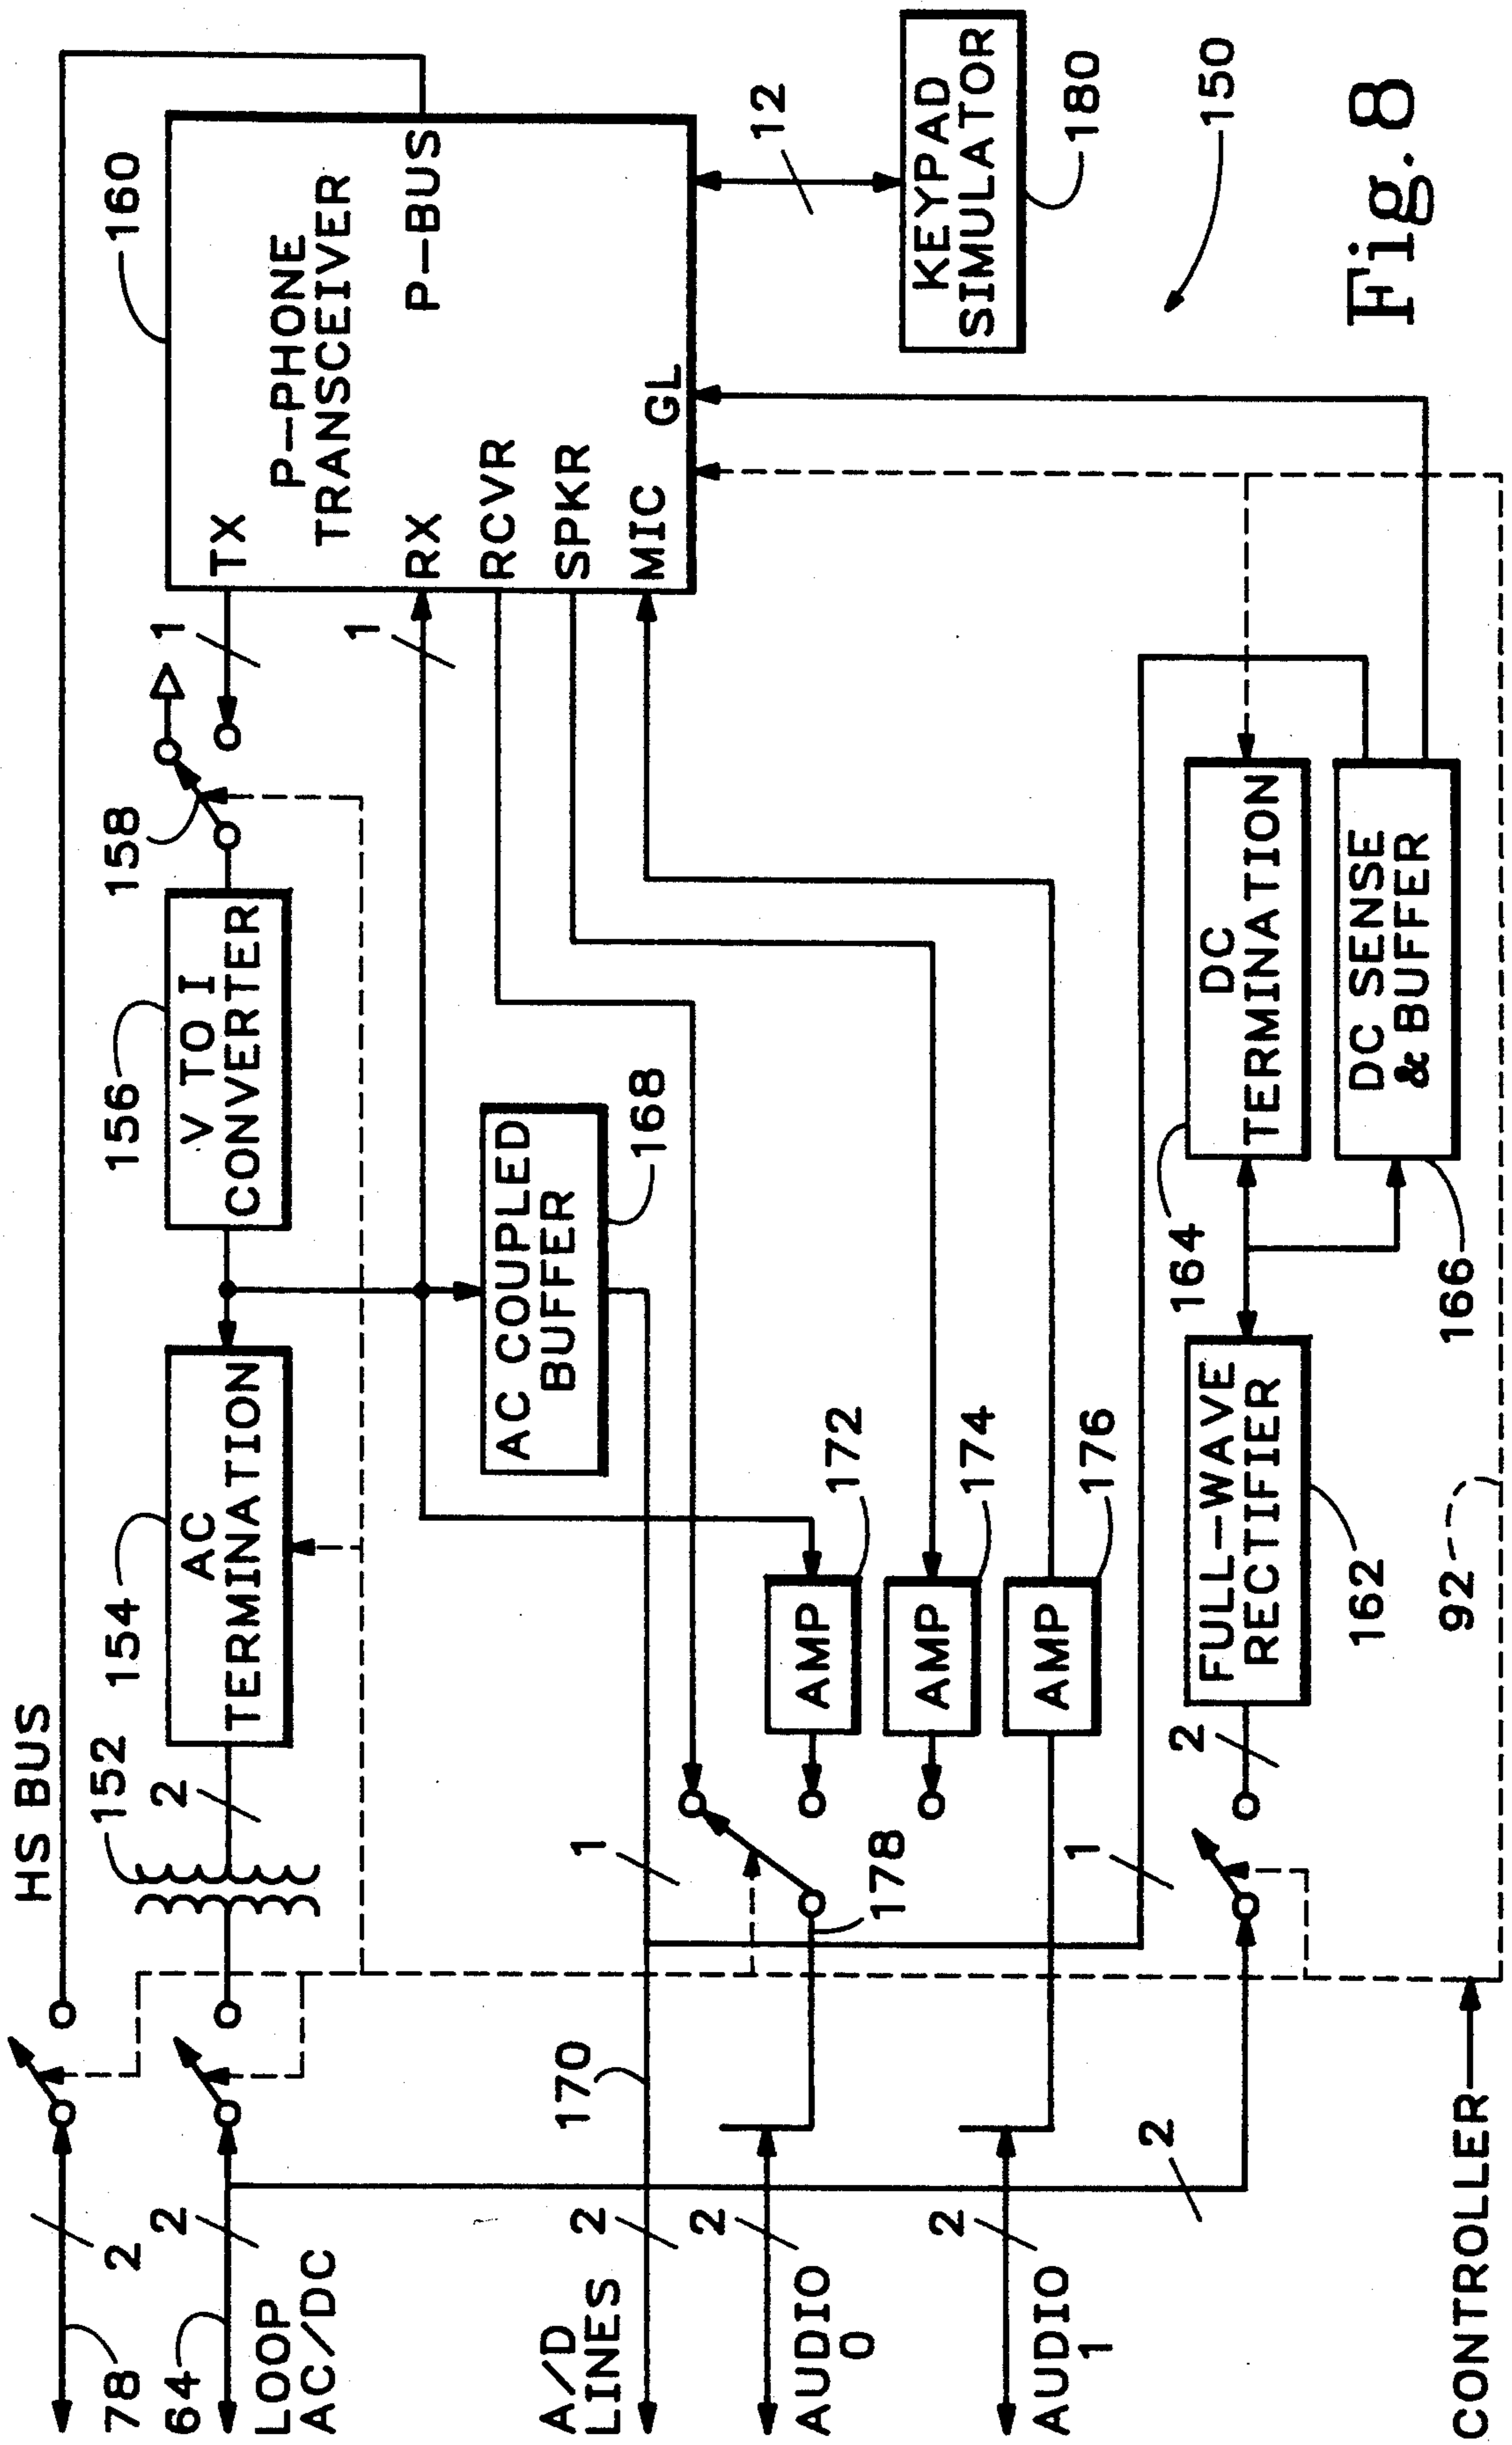 HS BUS
78
2
64
2
LOOP
AC/DC
152
2
154
AC
TERMINATION
156
V TO I
CONVERTER
158
1
160
P-PHONE
TRANSCEIVER
TX
RX
RCVR
SPKR
MIC
GL
P-BUS
1
12
KEYPAD
SIMULATOR
180
AC COUPLED
BUFFER
168
A/D
LINES
2
170
1
AUDIO
0
2
178
AMP
172
AMP
174
AMP
176
AUDIO
1
2
1
2
2
FULL-WAVE
RECTIFIER
162
164
DC
TERMINATION
DC SENSE
& BUFFER
166
92
CONTROLLER
150
Fig. 8